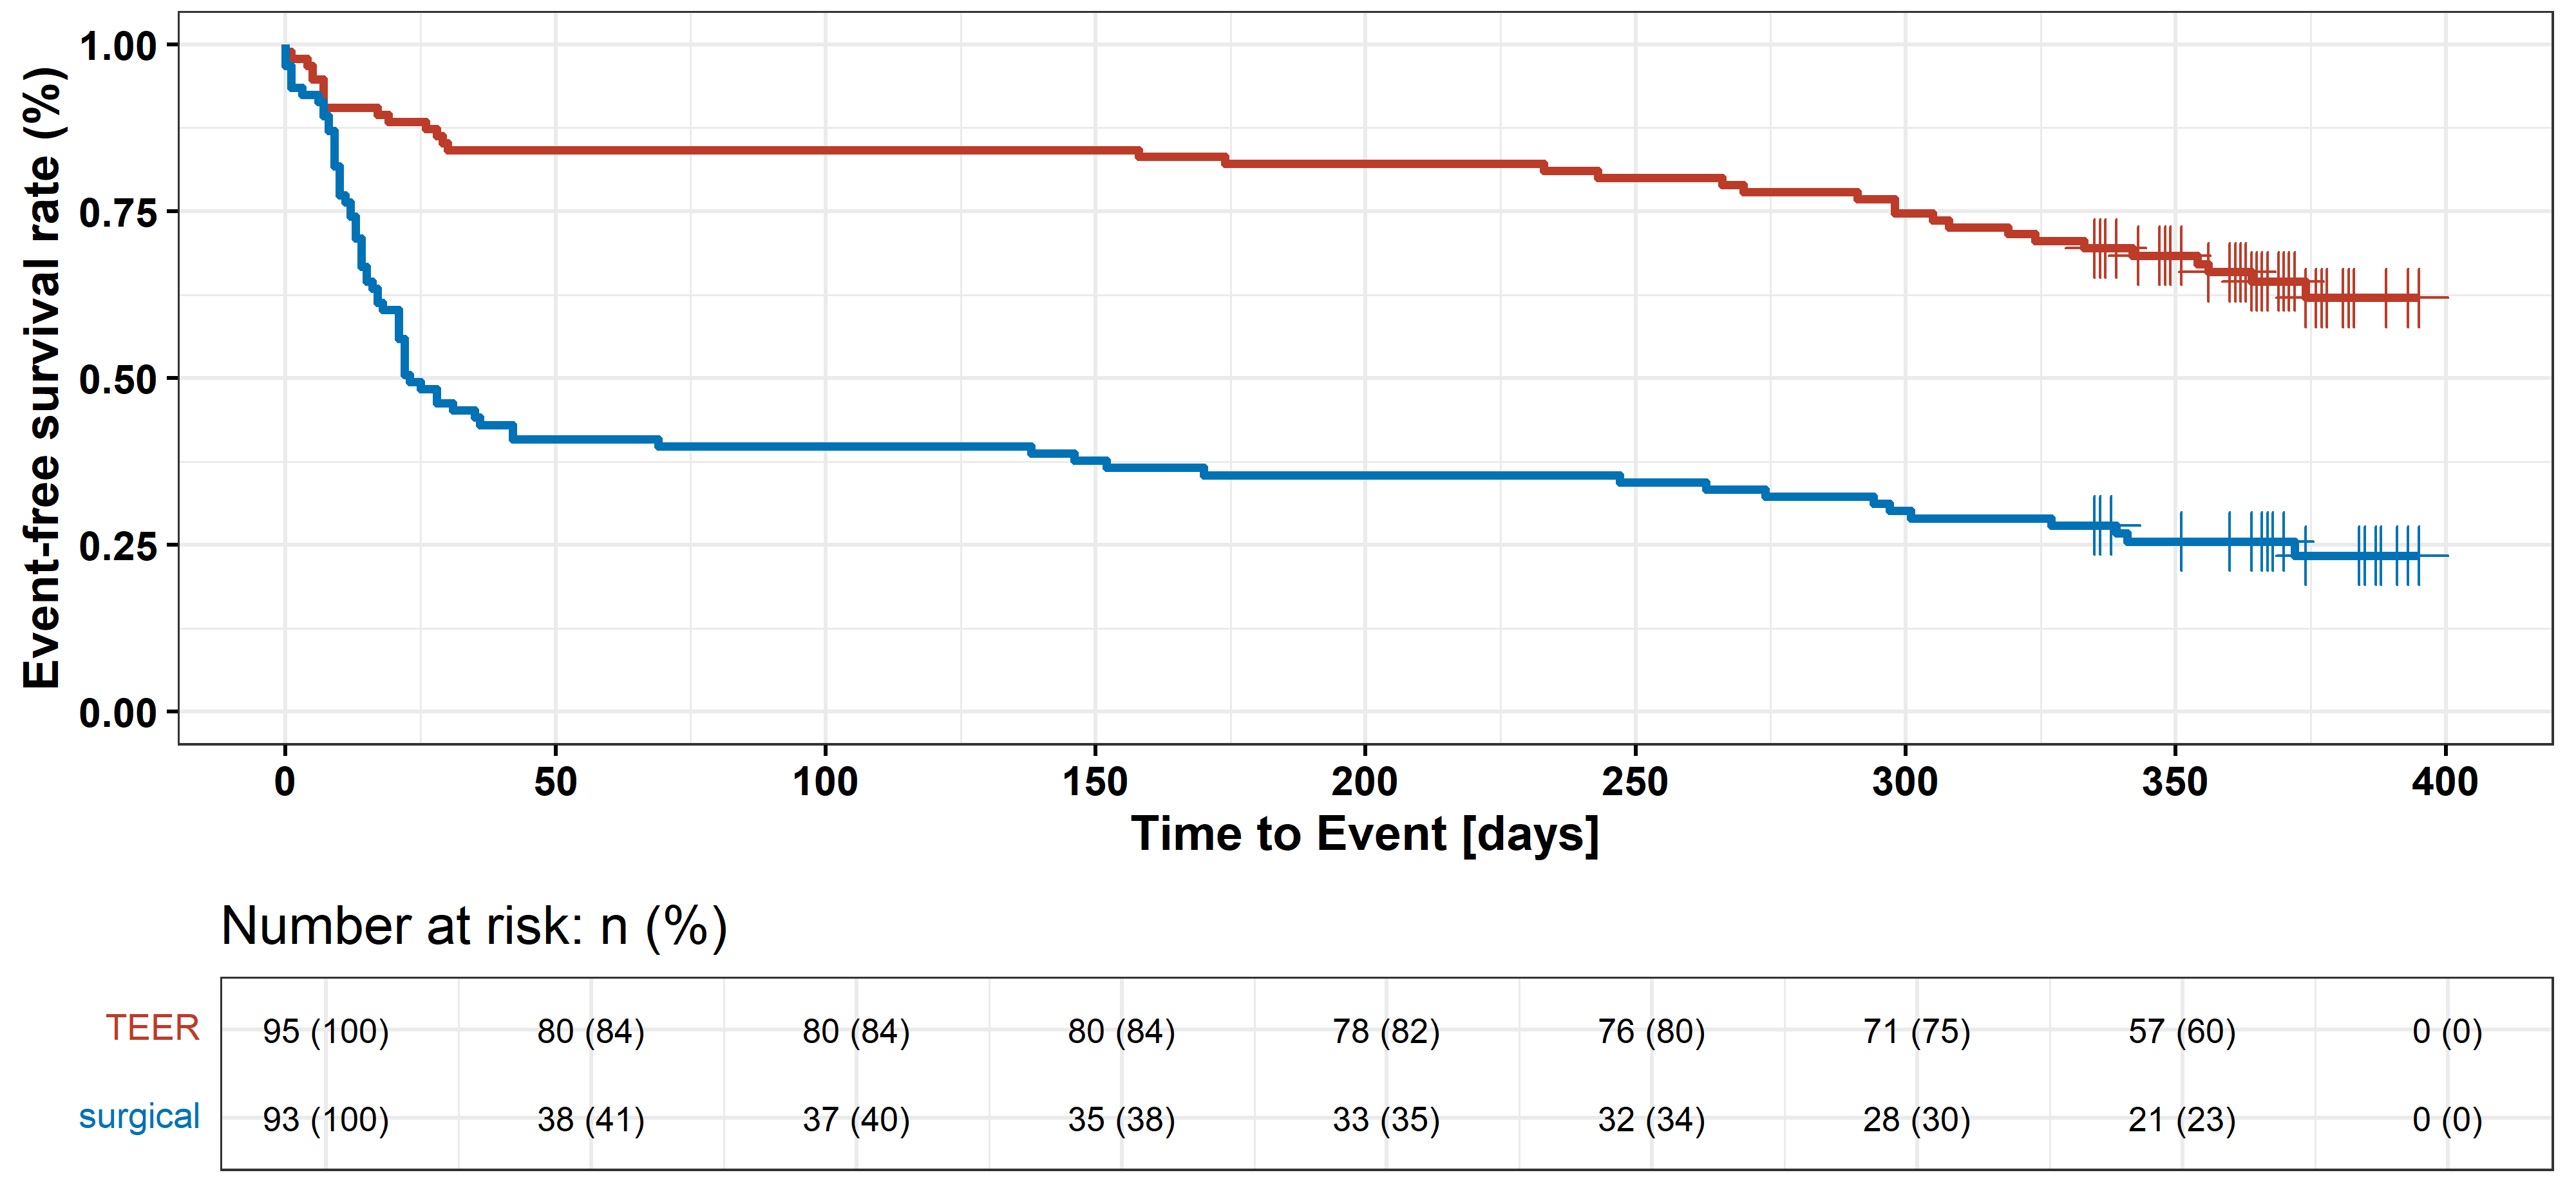 Event-free survival rate (%)
1.00
0.75
0.50
0.25
0.00
0 50 100 150 200 250 300 350 400
Time to Event [days]
Number at risk: n (%)
TEER 95 (100) 80 (84) 80 (84) 80 (84) 78 (82) 76 (80) 71 (75) 57 (60) 0 (0)
surgical 93 (100) 38 (41) 37 (40) 35 (38) 33 (35) 32 (34) 28 (30) 21 (23) 0 (0)